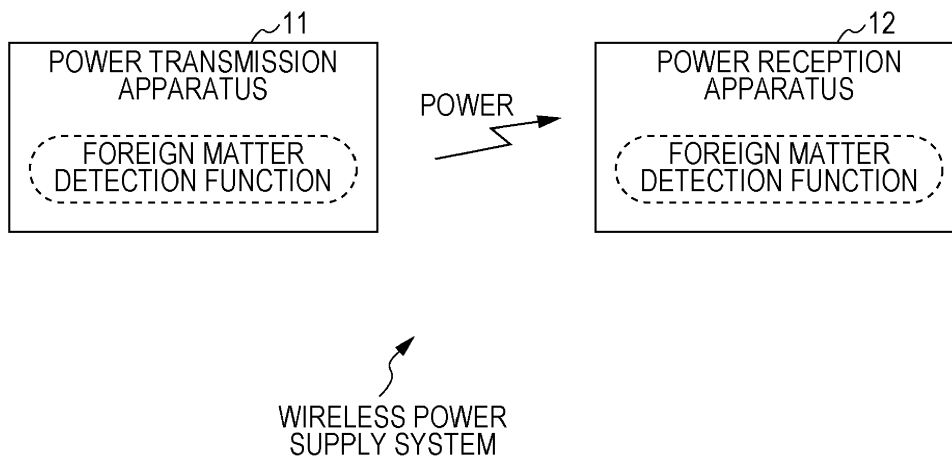 11
POWER TRANSMISSION
APPARATUS
FOREIGN MATTER
DETECTION FUNCTION
POWER
12
POWER RECEPTION
APPARATUS
FOREIGN MATTER
DETECTION FUNCTION
WIRELESS POWER
SUPPLY SYSTEM